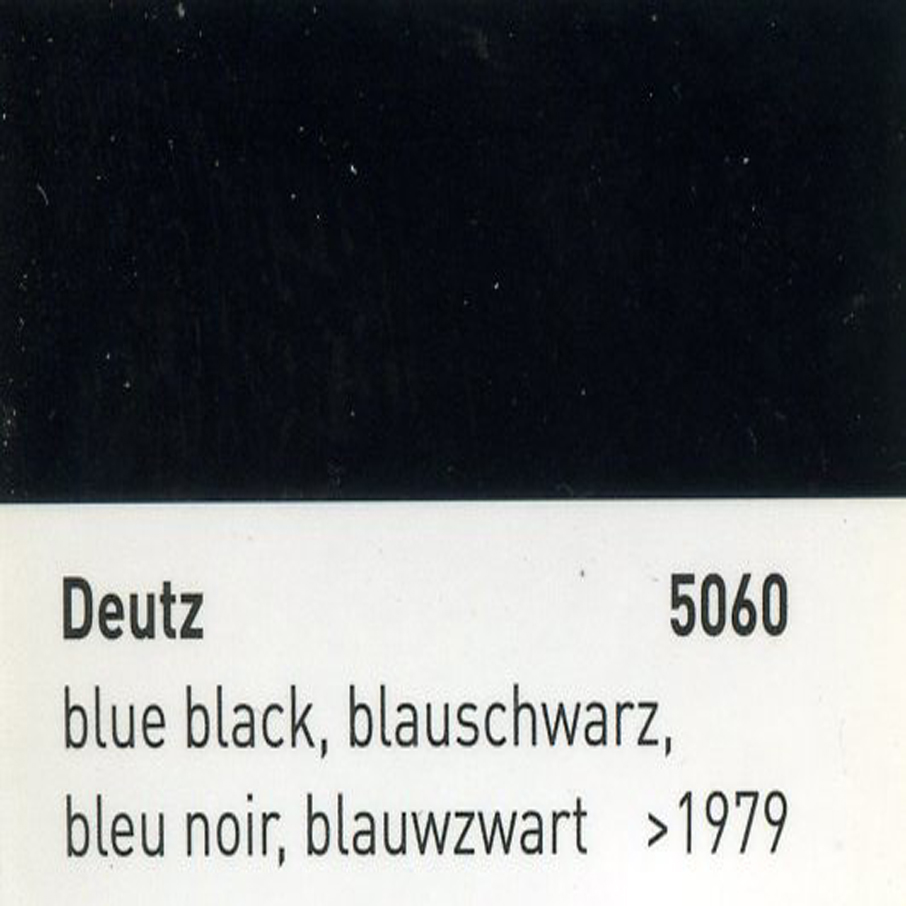 Deutz 5060
blue black, blauschwarz,
bleu noir, blauwzwart >1979